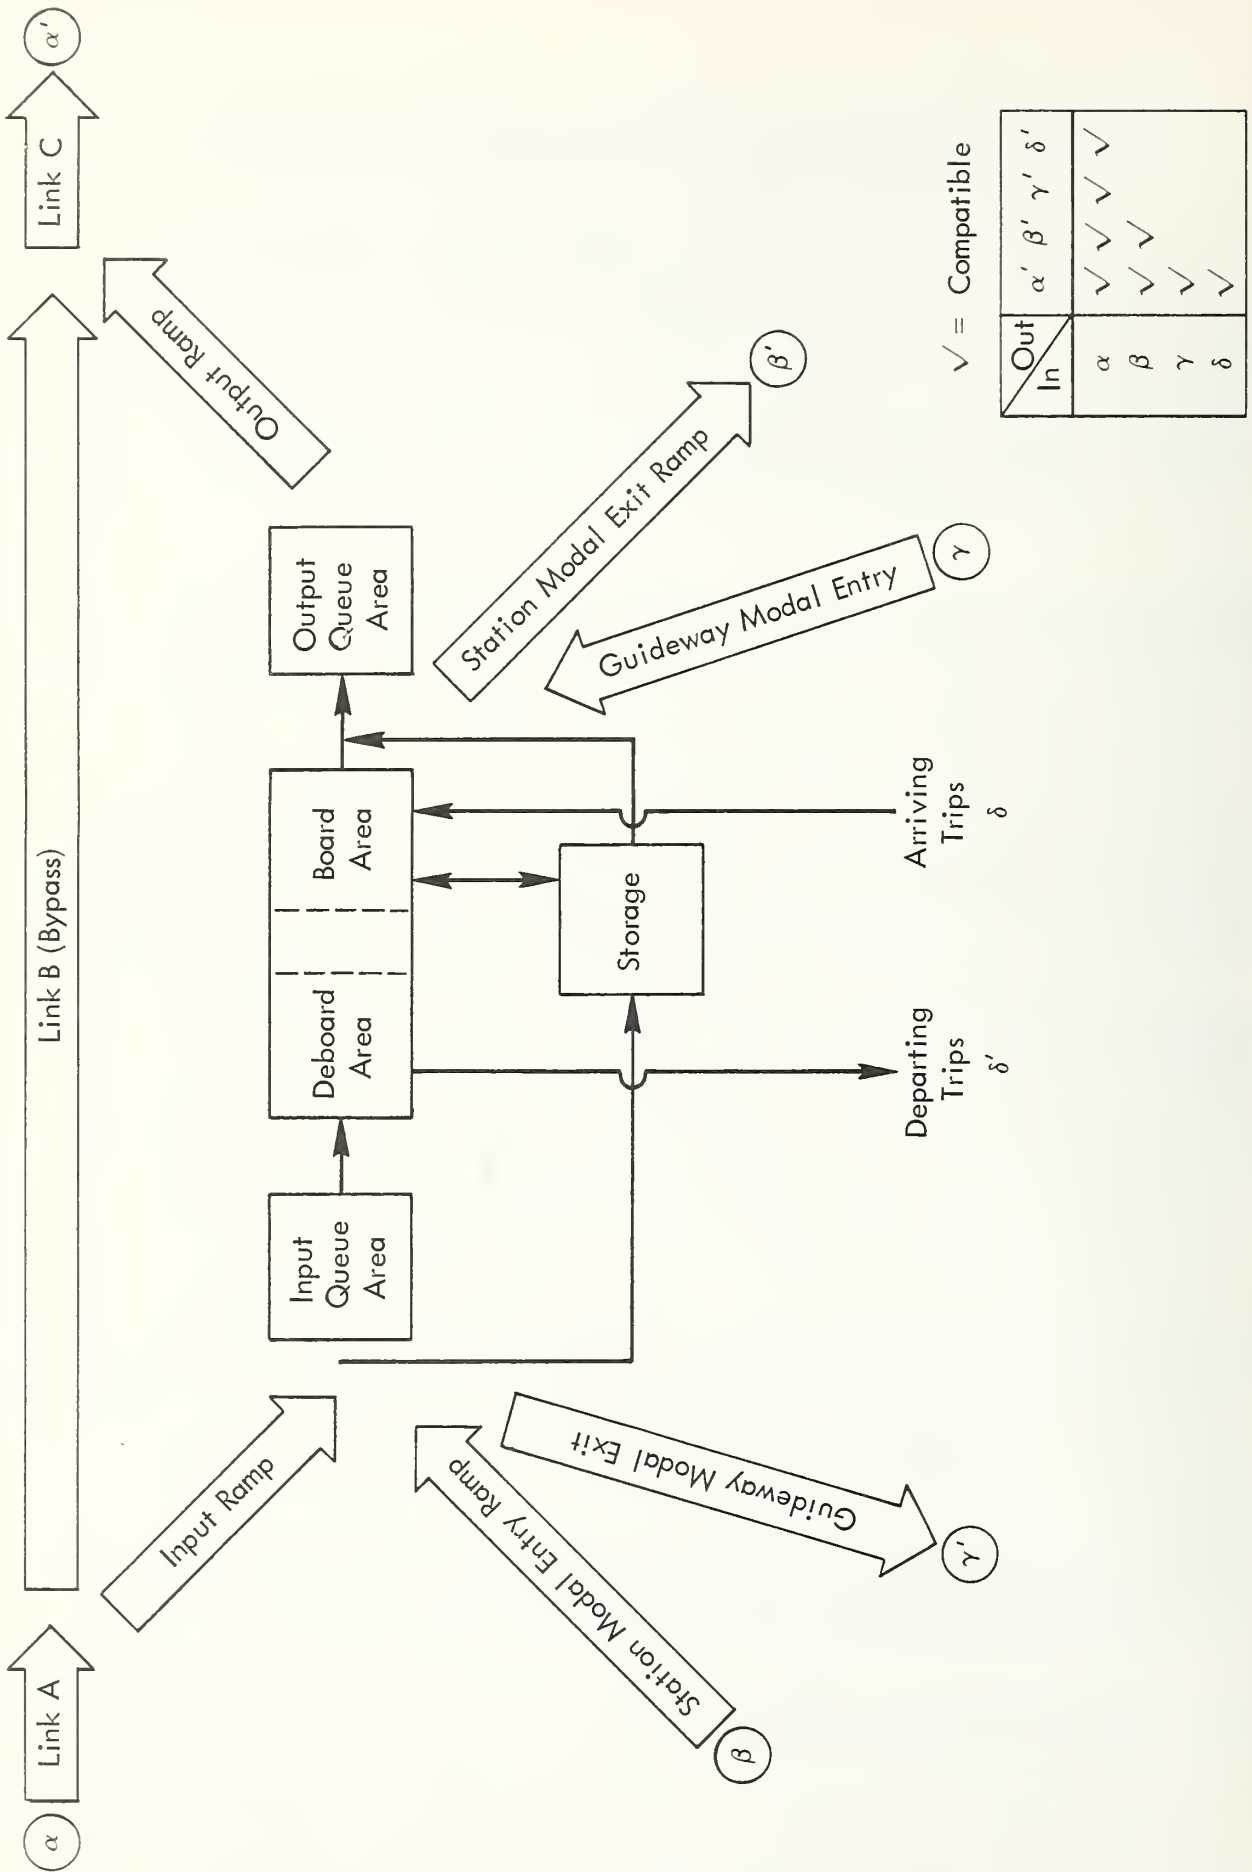 α
Link A
Link B (Bypass)
Link C
α'
Input Ramp
Output Ramp
Input
Queue
Area
Deboard
Area
Board
Area
Output
Queue
Area
Storage
Station Modal Entry Ramp
β
Guideway Modal Exit
γ'
Departing
Trips
δ'
Arriving
Trips
δ
Station Modal Exit Ramp
β'
Guideway Modal Entry
γ
√ = Compatible
Out
In
α' β' γ' δ'
α √ √ √ √
β √ √
γ √
δ √